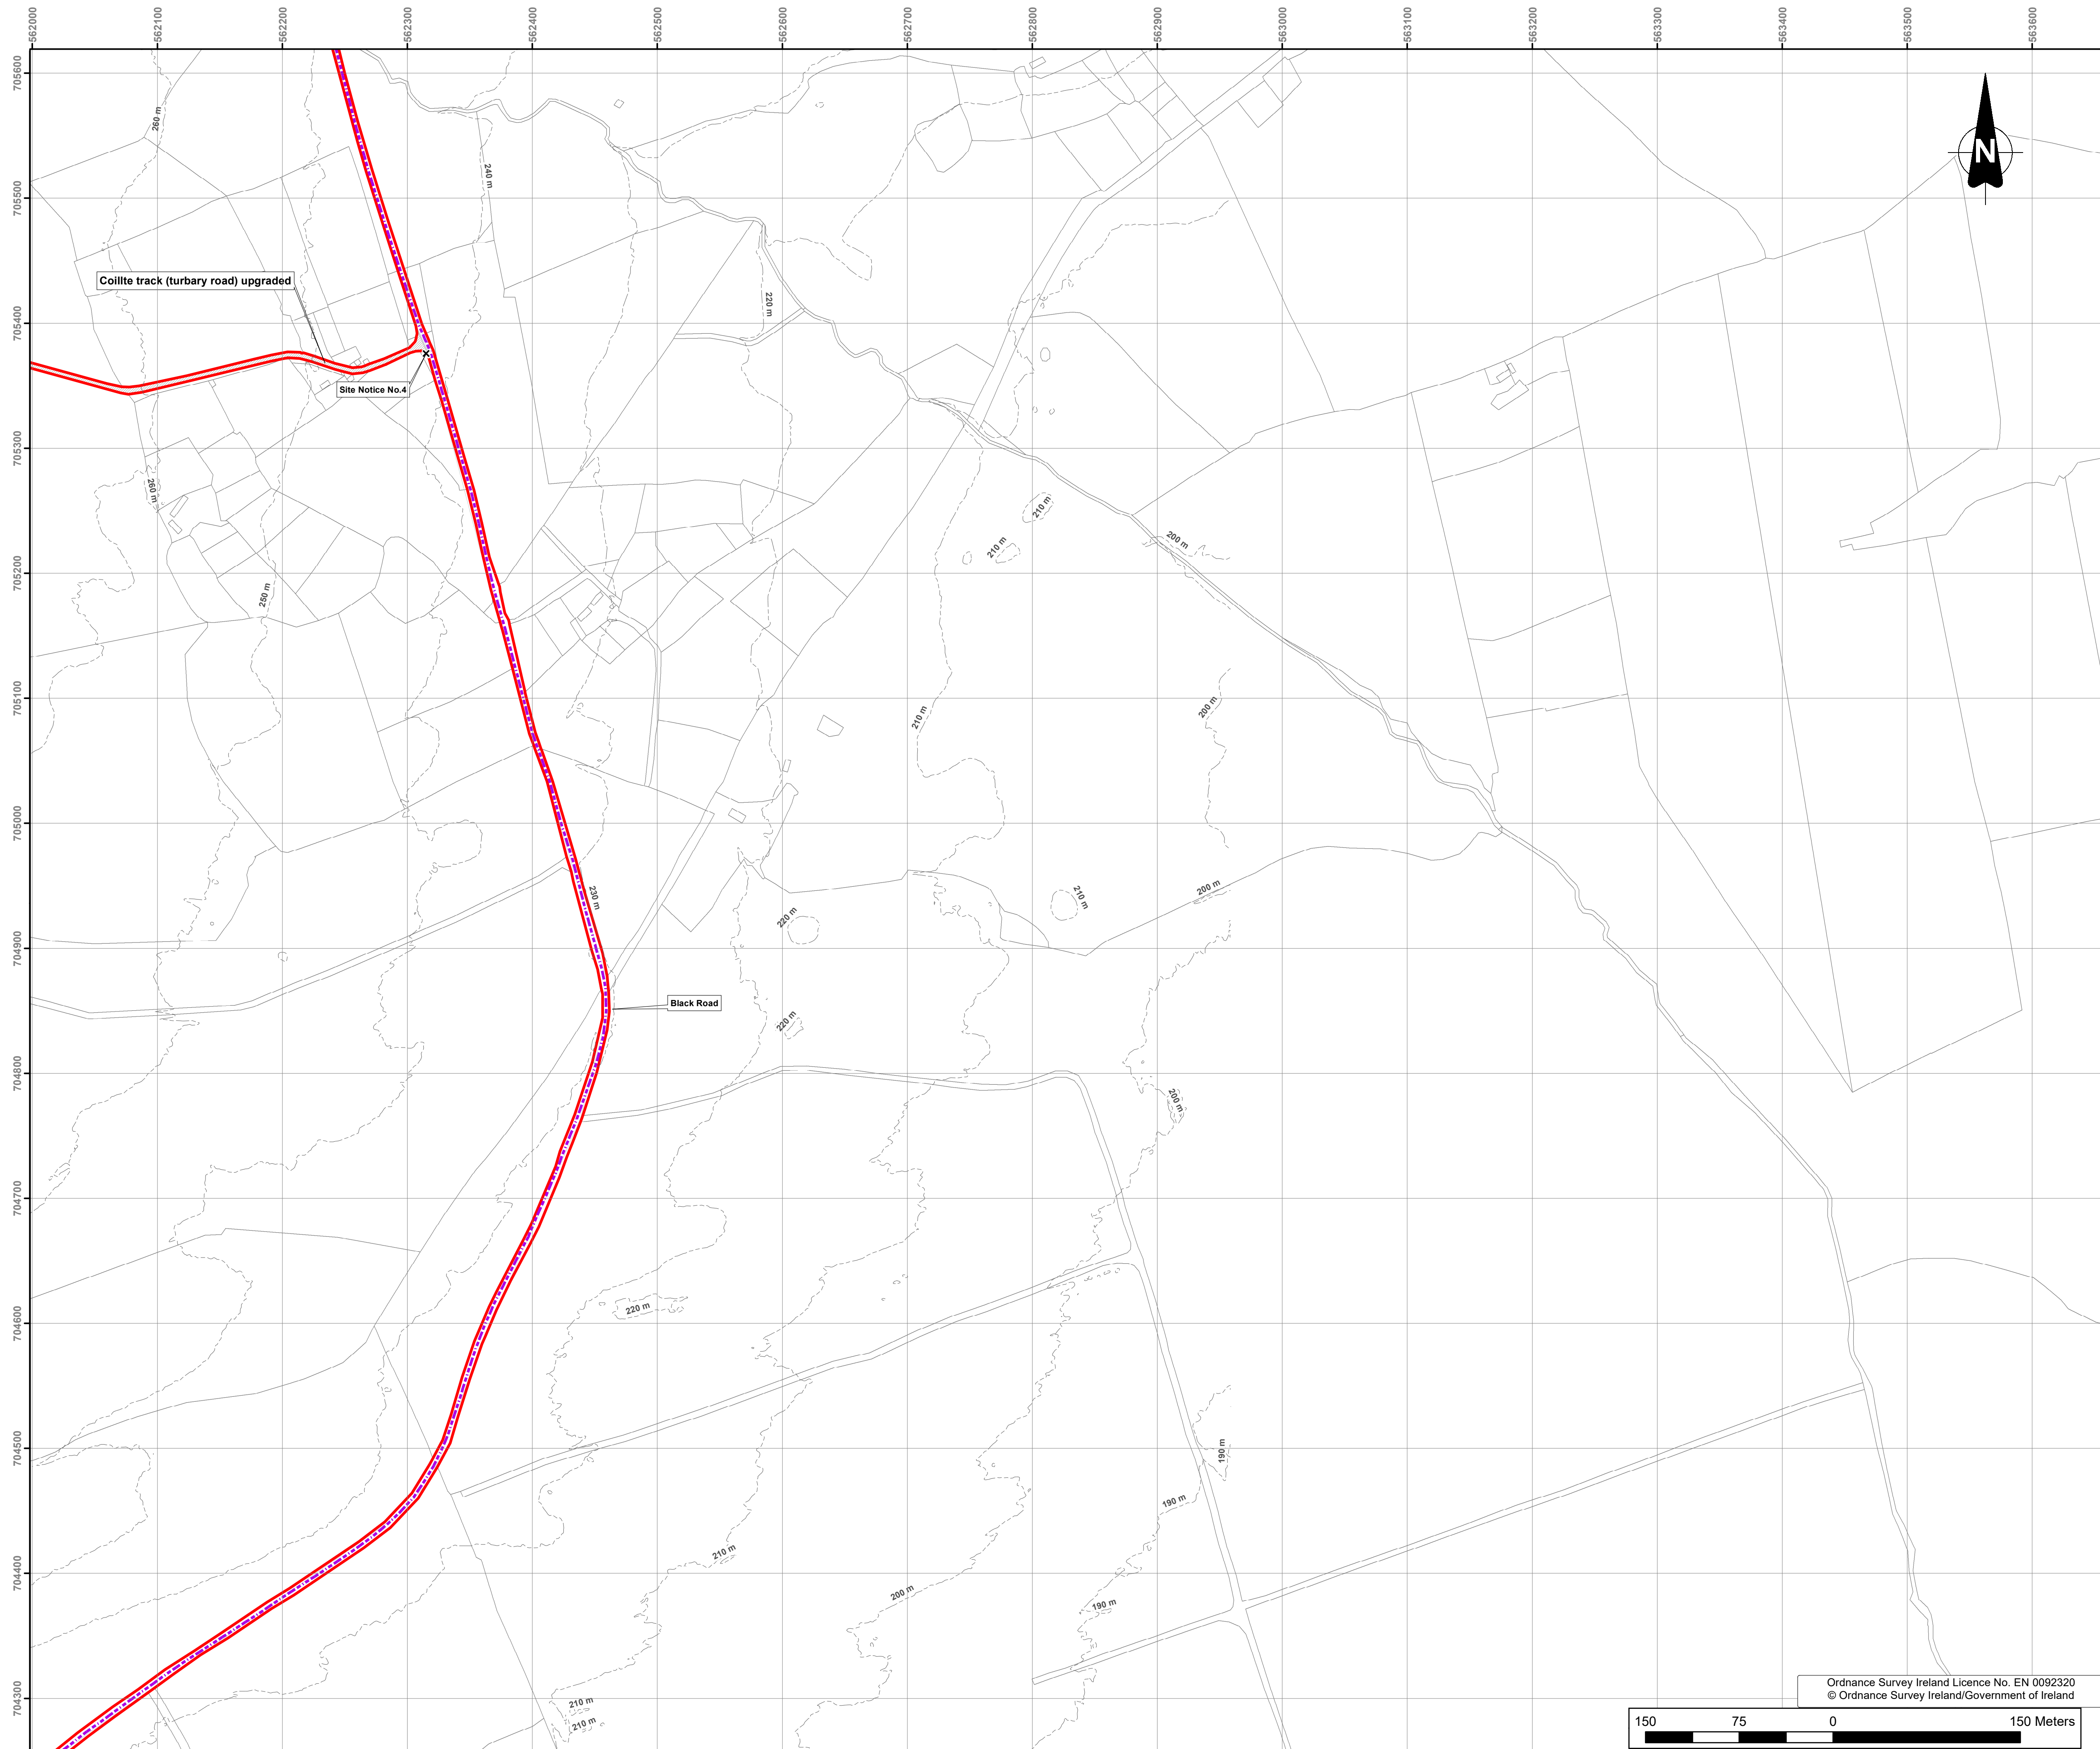 562000 562100 562200 562300 562400 562500 562600 562700 562800 562900 563000 563100 563200 563300 563400 563500 563600
705600
705500
705400
705300
705200
705100
705000
704900
704800
704700
704600
704500
704400
704300
N
260 m
240 m
Coillte track (turbary road) upgraded
220 m
Site Notice No.4
260 m
210 m
200 m
210 m
250 m
200 m
210 m
230 m
200 m
210 m
220 m
Black Road
220 m
200 m
220 m
190 m
190 m
210 m
200 m
190 m
210 m
210 m
Ordnance Survey Ireland Licence No. EN 0092320
© Ordnance Survey Ireland/Government of Ireland
150 75 0 150 Meters